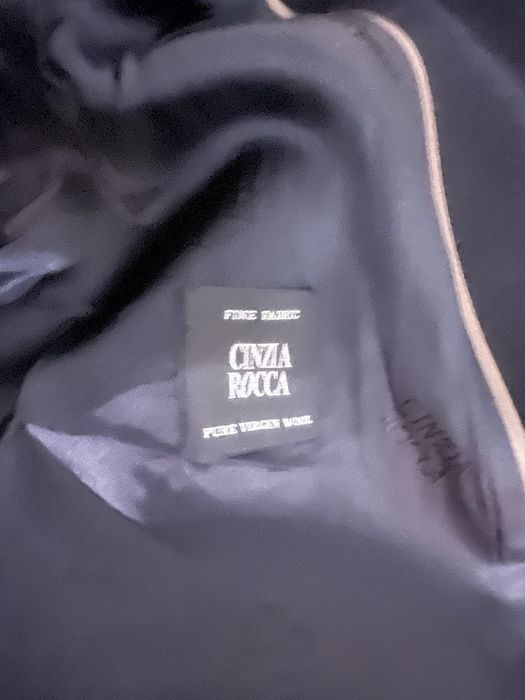 FINE FABRIC
CINZIA
ROCCA
PURE VIRGIN WOOL